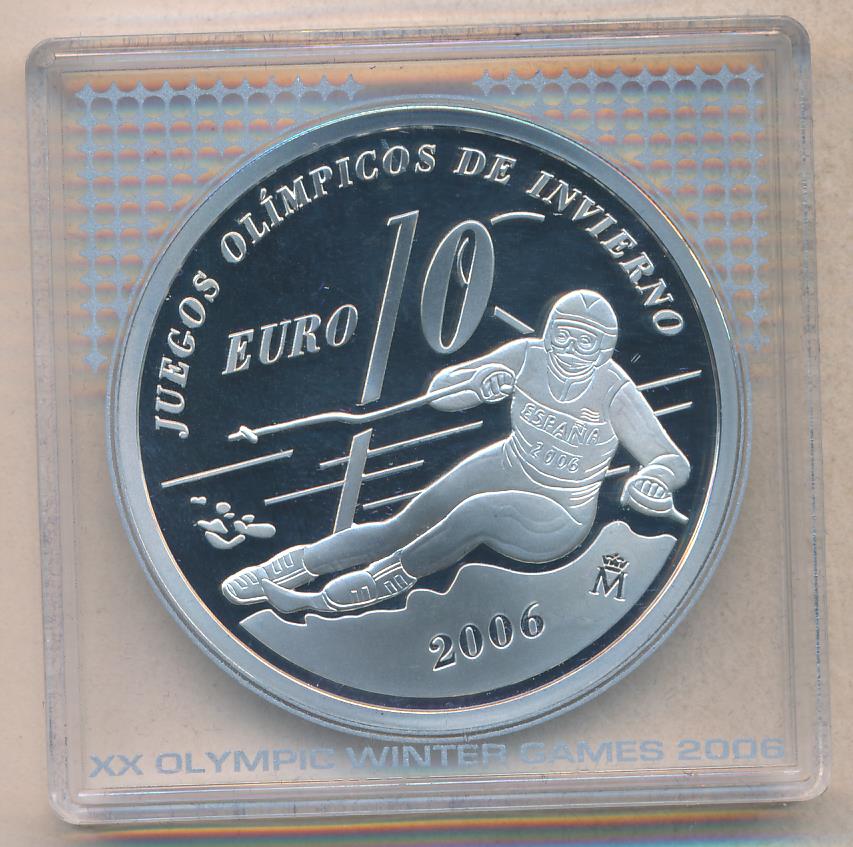 JUEGOS OLÍMPICOS DE INVIERNO
EURO 10
ESPAÑA
2006
M
2006
XX OLYMPIC WINTER GAMES 2006